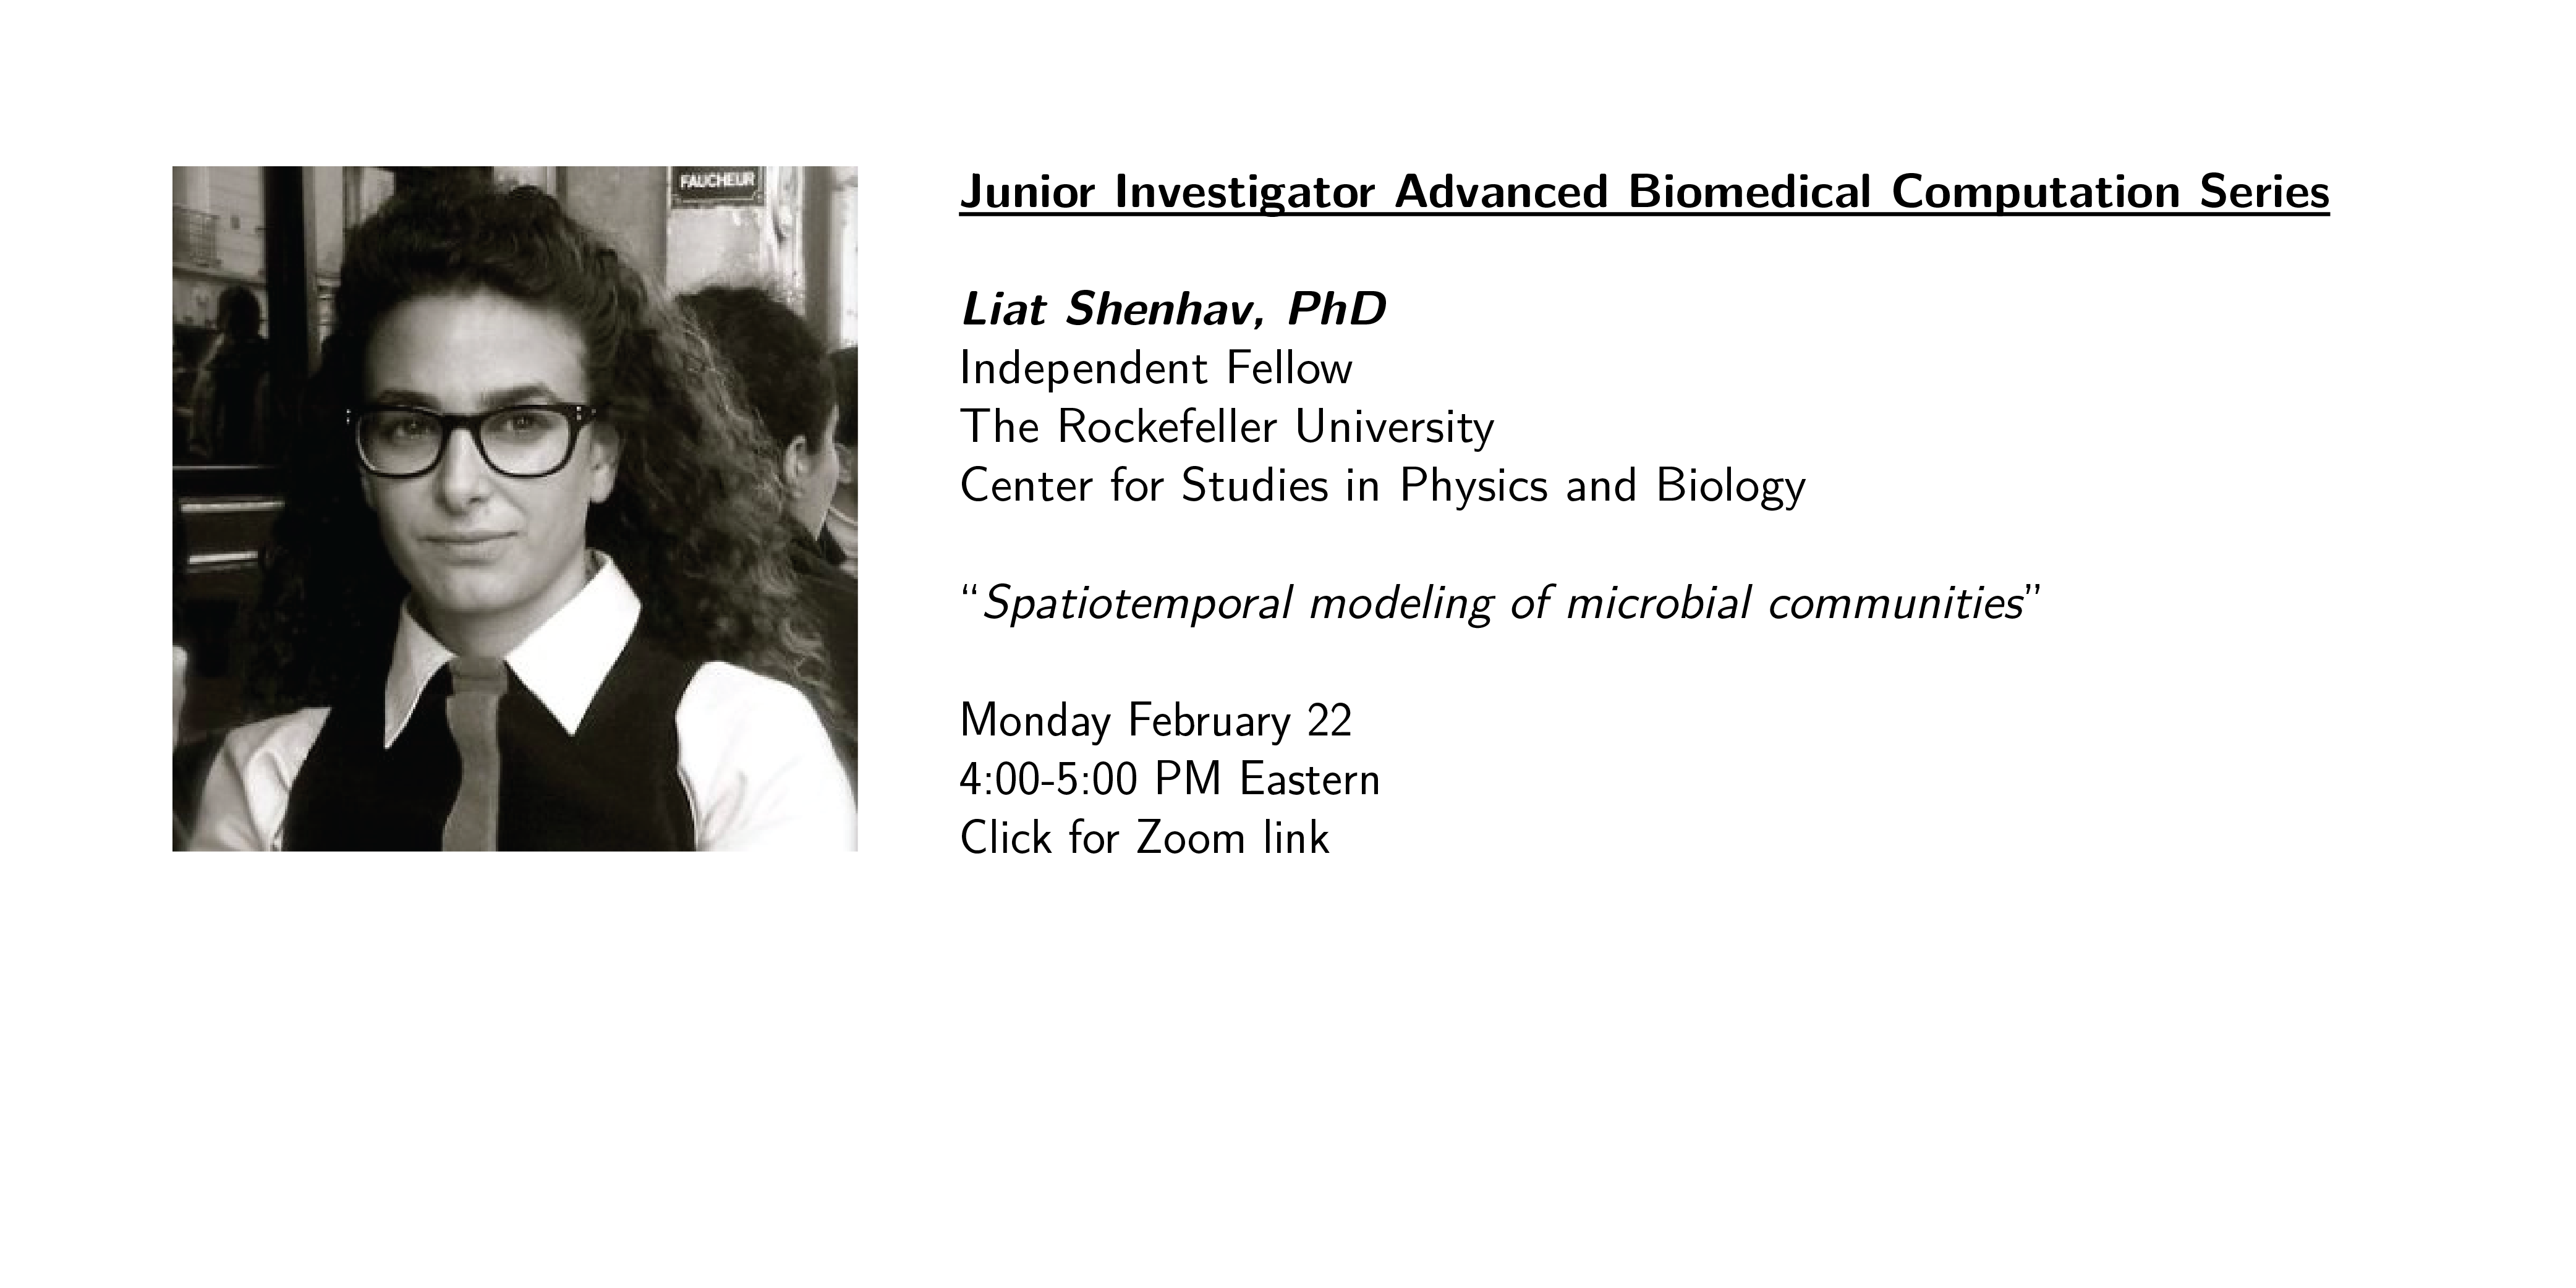 FAUCHEUR
Junior Investigator Advanced Biomedical Computation Series
Liat Shenhav, PhD
Independent Fellow
The Rockefeller University
Center for Studies in Physics and Biology
“Spatiotemporal modeling of microbial communities”
Monday February 22
4:00-5:00 PM Eastern
Click for Zoom link